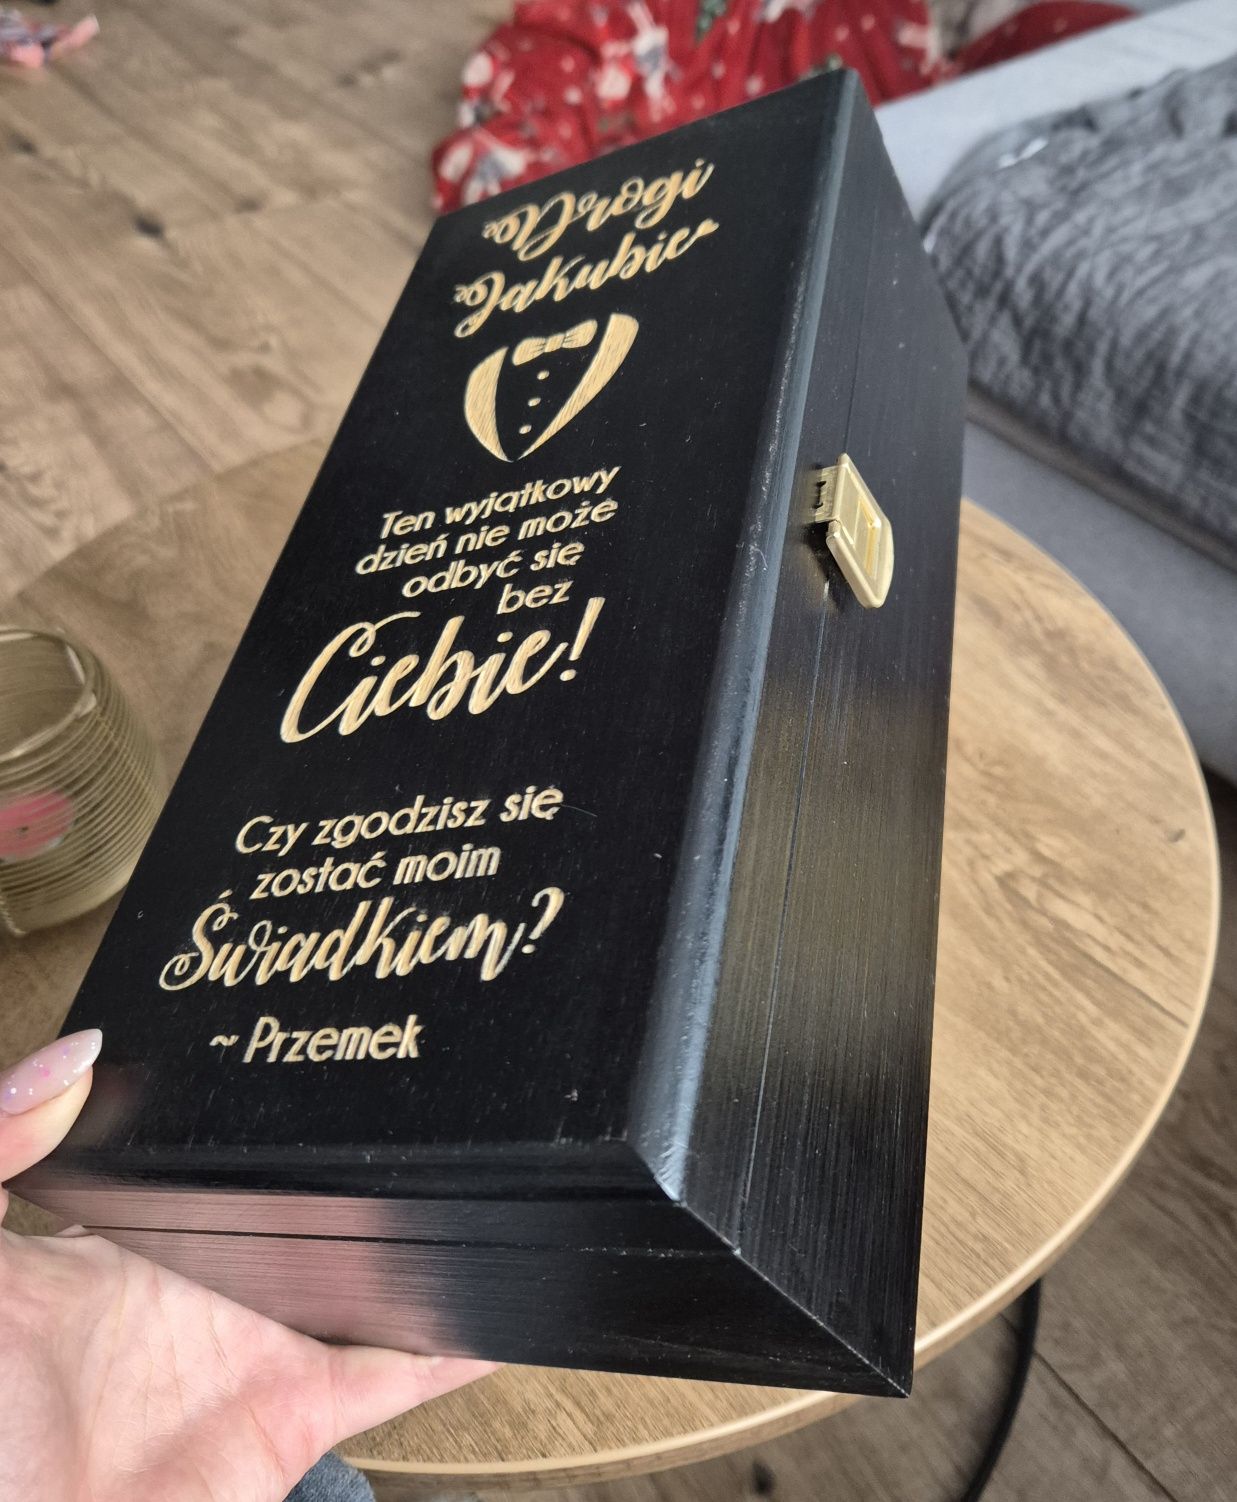 Drogi
Jakubie
Ten wyjątkowy
dzień nie może
odbyć się
bez
Ciebie!
Czy zgodzisz się
zostać moim
Świadkiem?
~ Przemek